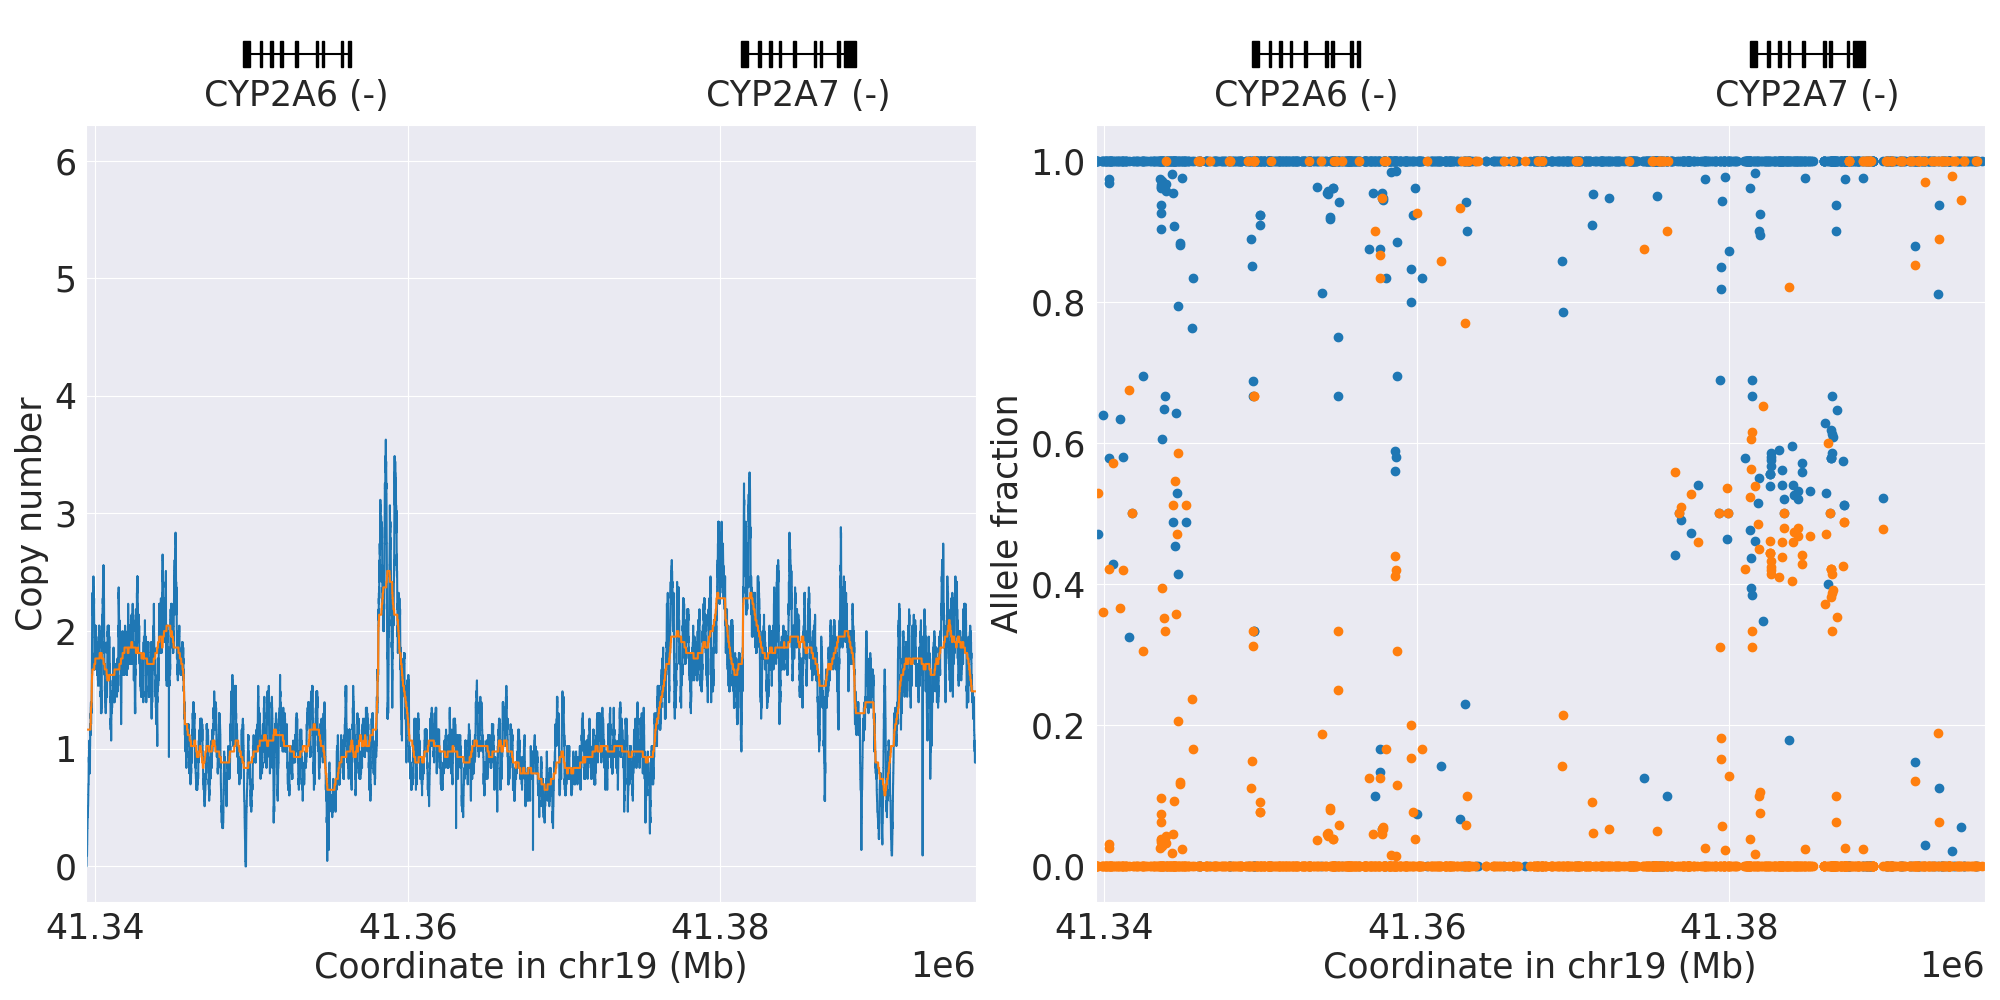 CYP2A6 (-)
CYP2A7 (-)
6
5
4
3
2
1
0
Copy number
41.34
41.36
41.38
Coordinate in chr19 (Mb)
1e6
CYP2A6 (-)
CYP2A7 (-)
1.0
0.8
0.6
0.4
0.2
0.0
Allele fraction
41.34
41.36
41.38
Coordinate in chr19 (Mb)
1e6